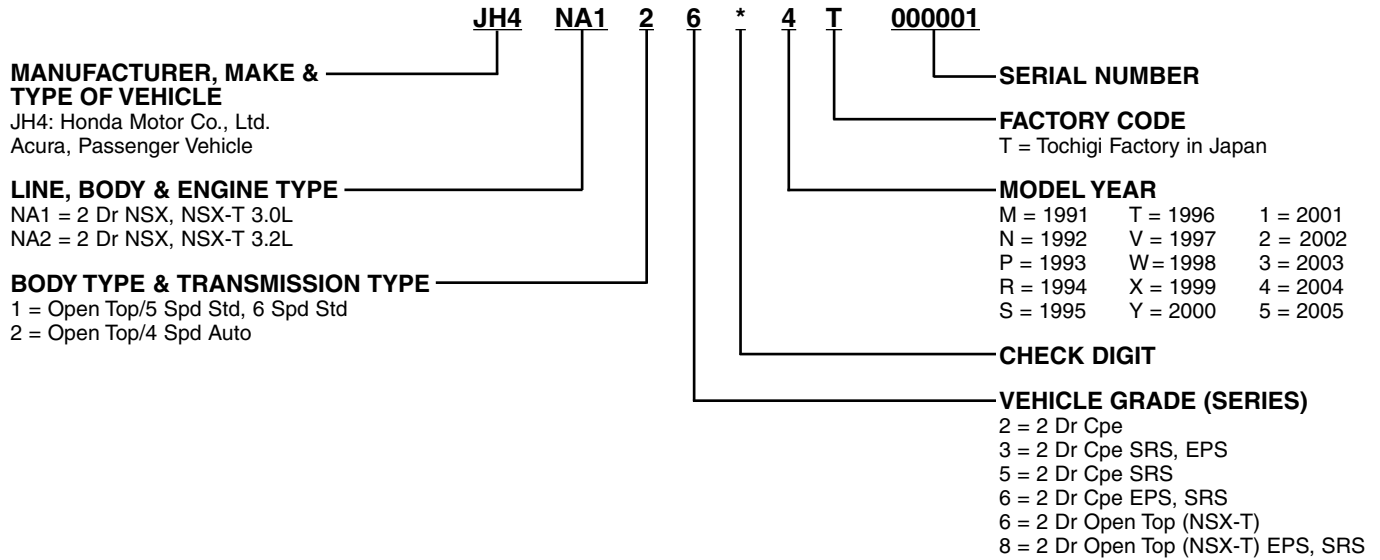 JH4 NA1 2 6 * 4 T 000001
MANUFACTURER, MAKE &
TYPE OF VEHICLE
JH4: Honda Motor Co., Ltd.
Acura, Passenger Vehicle
LINE, BODY & ENGINE TYPE
NA1 = 2 Dr NSX, NSX-T 3.0L
NA2 = 2 Dr NSX, NSX-T 3.2L
BODY TYPE & TRANSMISSION TYPE
1 = Open Top/5 Spd Std, 6 Spd Std
2 = Open Top/4 Spd Auto
SERIAL NUMBER
FACTORY CODE
T = Tochigi Factory in Japan
MODEL YEAR
M = 1991 T = 1996 1 = 2001
N = 1992 V = 1997 2 = 2002
P = 1993 W = 1998 3 = 2003
R = 1994 X = 1999 4 = 2004
S = 1995 Y = 2000 5 = 2005
CHECK DIGIT
VEHICLE GRADE (SERIES)
2 = 2 Dr Cpe
3 = 2 Dr Cpe SRS, EPS
5 = 2 Dr Cpe SRS
6 = 2 Dr Cpe EPS, SRS
6 = 2 Dr Open Top (NSX-T)
8 = 2 Dr Open Top (NSX-T) EPS, SRS